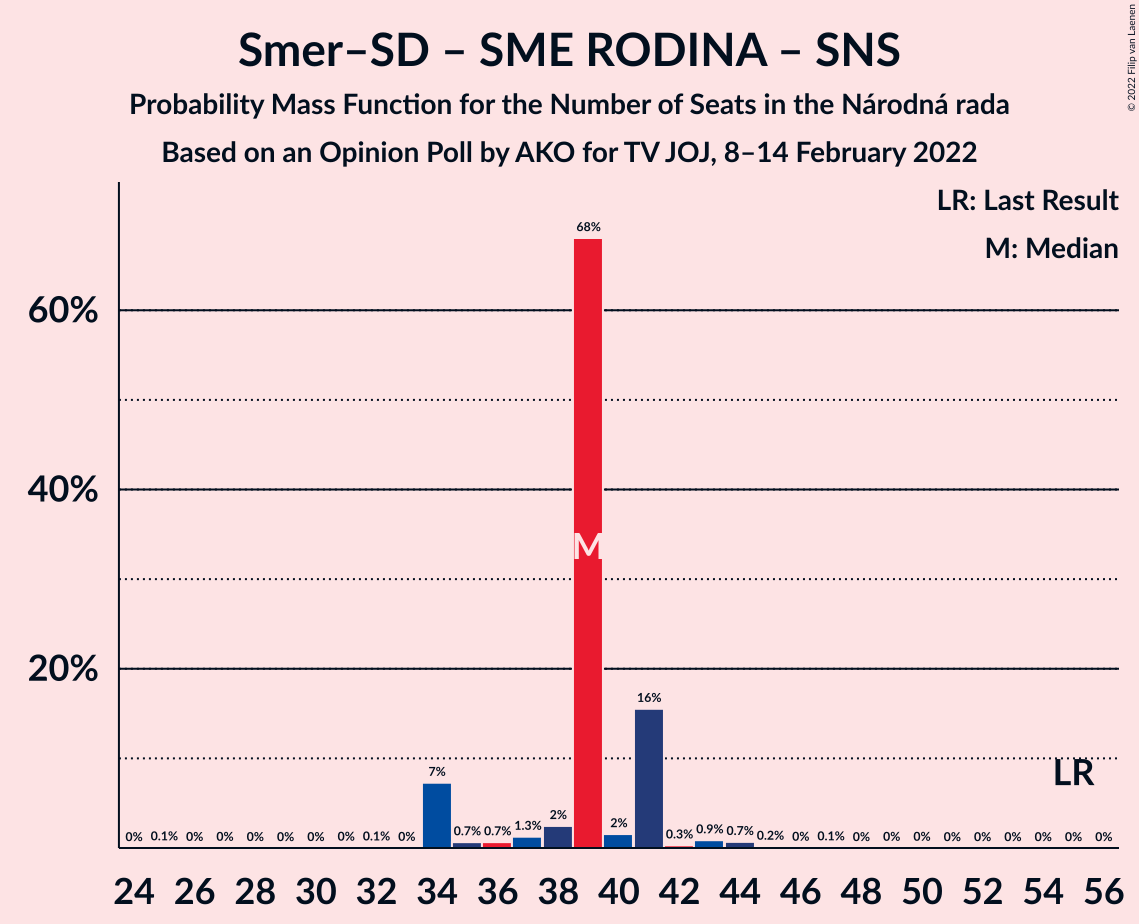 Smer–SD – SME RODINA – SNS
Probability Mass Function for the Number of Seats in the Národná rada
Based on an Opinion Poll by AKO for TV JOJ, 8–14 February 2022
© 2022 Filip van Laenen
LR: Last Result
M: Median
60%
40%
20%
0% 0.1% 0% 0% 0% 0% 0% 0% 0.1% 0% 7% 0.7% 0.7% 1.3% 2% 68% 2% 16% 0.3% 0.9% 0.7% 0.2% 0% 0.1% 0% 0% 0% 0% 0% 0% 0% 0% 0%
M
LR
24 26 28 30 32 34 36 38 40 42 44 46 48 50 52 54 56